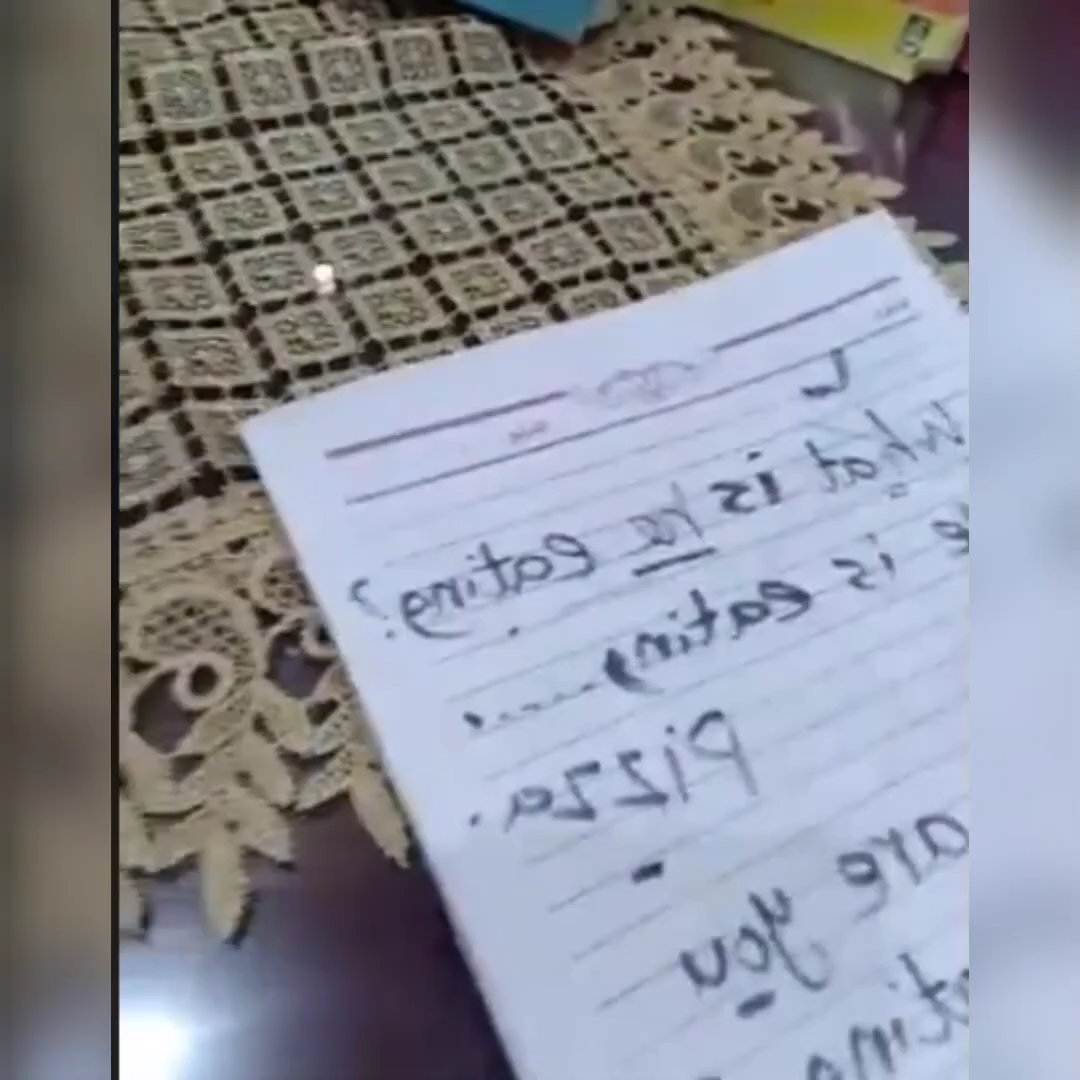 What is he eating?
e is eating......
Pizza.
are you